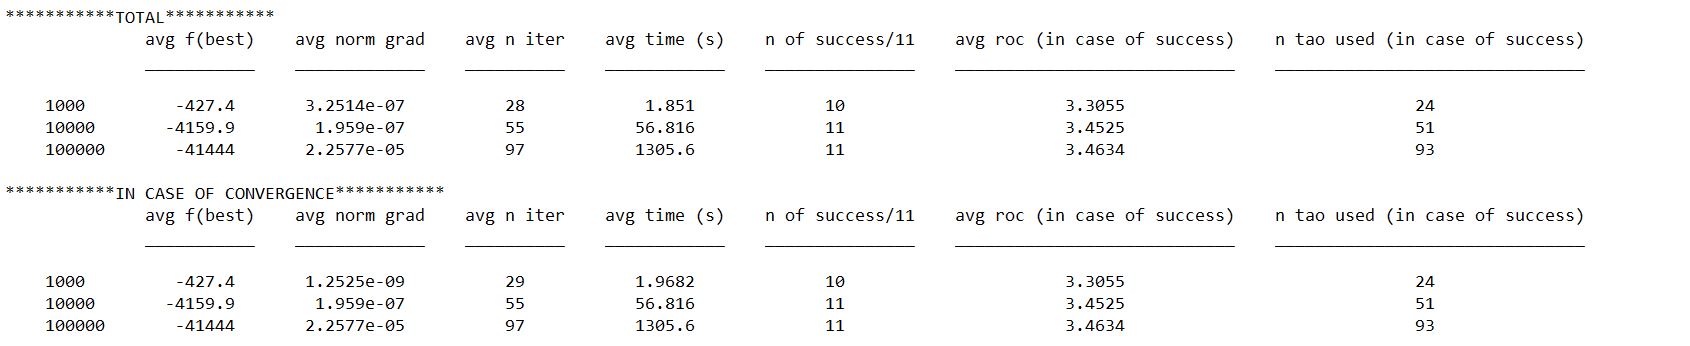 ***********TOTAL***********
avg f(best) avg norm grad avg n iter avg time (s) n of success/11 avg roc (in case of success) n tao used (in case of success)
1000 -427.4 3.2514e-07 28 1.851 10 3.3055 24
10000 -4159.9 1.959e-07 55 56.816 11 3.4525 51
100000 -41444 2.2577e-05 97 1305.6 11 3.4634 93
***********IN CASE OF CONVERGENCE***********
avg f(best) avg norm grad avg n iter avg time (s) n of success/11 avg roc (in case of success) n tao used (in case of success)
1000 -427.4 1.2525e-09 29 1.9682 10 3.3055 24
10000 -4159.9 1.959e-07 55 56.816 11 3.4525 51
100000 -41444 2.2577e-05 97 1305.6 11 3.4634 93